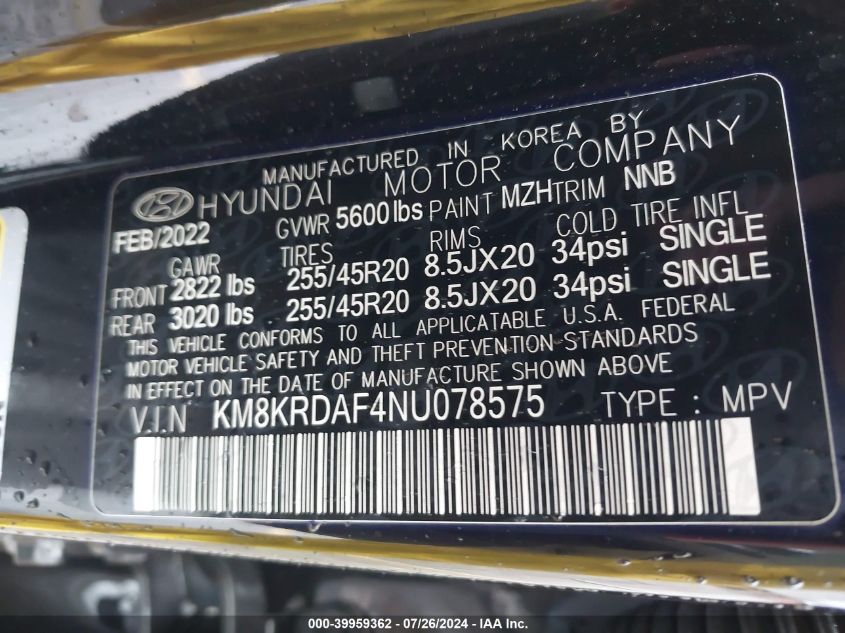 MANUFACTURED IN KOREA BY
HYUNDAI MOTOR COMPANY
FEB/2022 GVWR 5600 lbs PAINT MZH TRIM NNB
GAWR TIRES RIMS COLD TIRE INFL
FRONT 2822 lbs 255/45R20 8.5JX20 34psi SINGLE
REAR 3020 lbs 255/45R20 8.5JX20 34psi SINGLE
THIS VEHICLE CONFORMS TO ALL APPLICATABLE U.S.A. FEDERAL
MOTOR VEHICLE SAFETY AND THEFT PREVENTION STANDARDS
IN EFFECT ON THE DATE OF MANUFACTURE SHOWN ABOVE
V.I.N KM8KRDAF4NU078575 TYPE : MPV
000-39959362 - 07/26/2024 - © IAA, Inc.